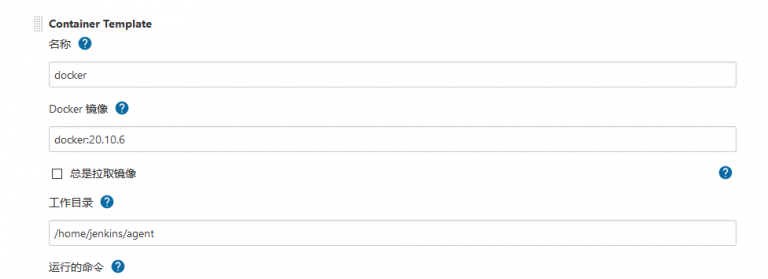 Container Template
名称
docker
Docker 镜像
docker:20.10.6
总是拉取镜像
工作目录
/home/jenkins/agent
运行的命令